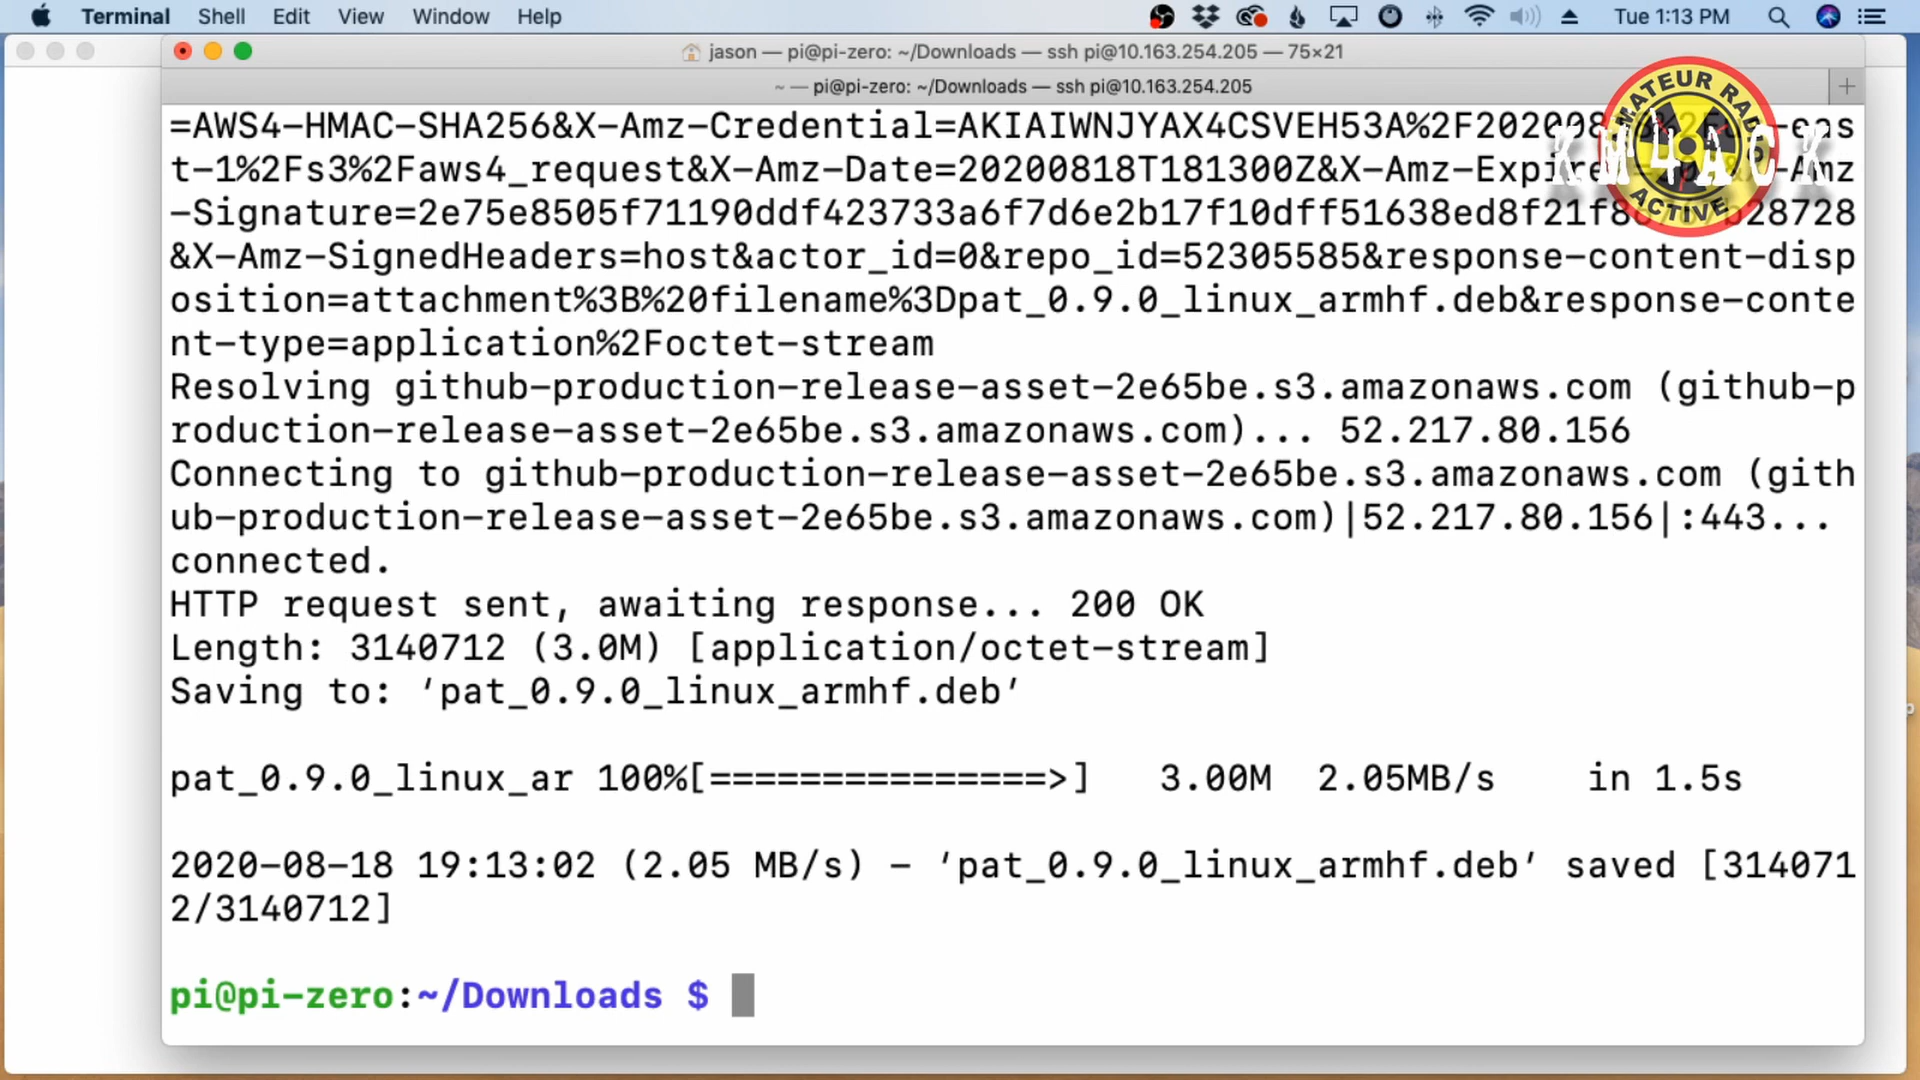 Terminal Shell Edit View Window Help Tue 1:13 PM
jason — pi@pi-zero: ~/Downloads — ssh pi@10.163.254.205 — 75×21
~ — pi@pi-zero: ~/Downloads — ssh pi@10.163.254.205
AMATEUR RADIO
KM4ACK
ACTIVE
=AWS4-HMAC-SHA256&X-Amz-Credential=AKIAIWNJYAX4CSVEH53A%2F202008
t-1%2Fs3%2Faws4_request&X-Amz-Date=20200818T181300Z&X-Amz-Expire
-Signature=2e75e8505f71190ddf423733a6f7d6e2b17f10dff51638ed8f21f8 28728
&X-Amz-SignedHeaders=host&actor_id=0&repo_id=52305585&response-content-disp
osition=attachment%3B%20filename%3Dpat_0.9.0_linux_armhf.deb&response-conte
nt-type=application%2Foctet-stream
Resolving github-production-release-asset-2e65be.s3.amazonaws.com (github-p
roduction-release-asset-2e65be.s3.amazonaws.com)... 52.217.80.156
Connecting to github-production-release-asset-2e65be.s3.amazonaws.com (gith
ub-production-release-asset-2e65be.s3.amazonaws.com)|52.217.80.156|:443...
connected.
HTTP request sent, awaiting response... 200 OK
Length: 3140712 (3.0M) [application/octet-stream]
Saving to: ‘pat_0.9.0_linux_armhf.deb’
pat_0.9.0_linux_ar 100%[===============>] 3.00M 2.05MB/s in 1.5s
2020-08-18 19:13:02 (2.05 MB/s) - ‘pat_0.9.0_linux_armhf.deb’ saved [314071
2/3140712]
pi@pi-zero:~/Downloads $